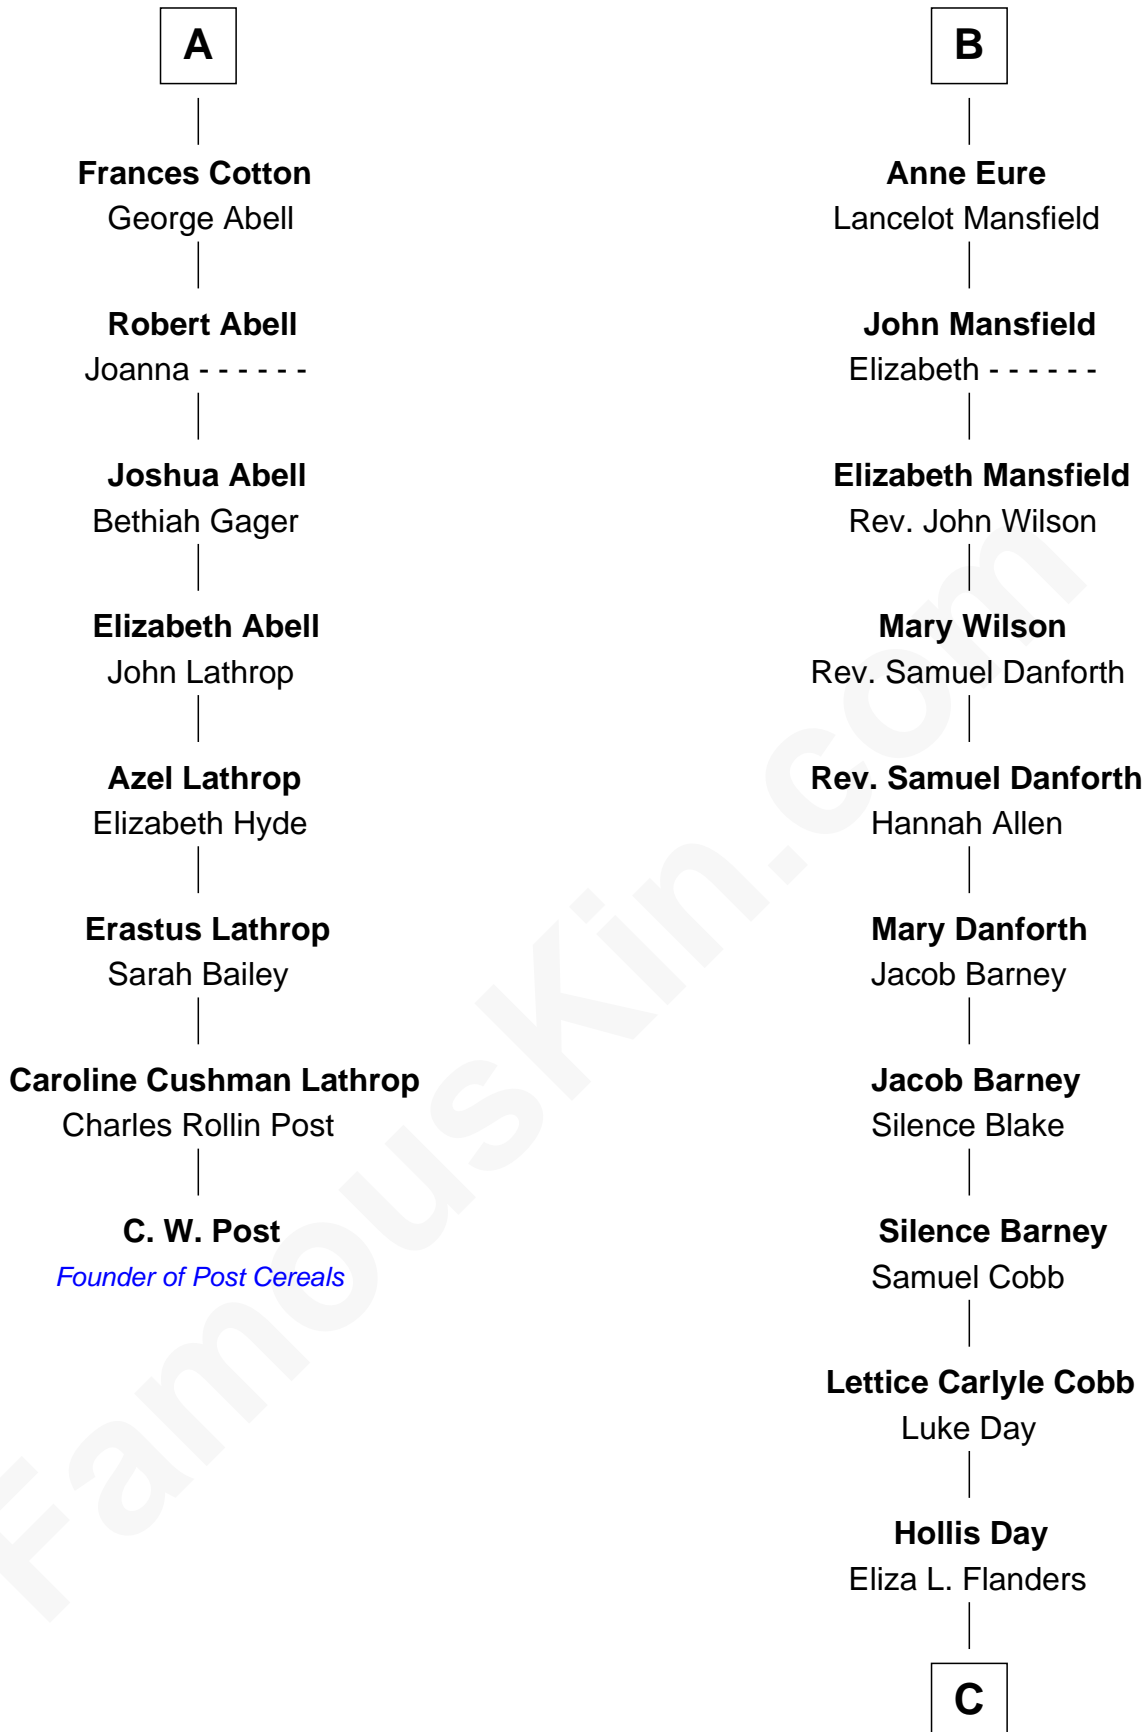 A
Frances Cotton
George Abell
Robert Abell
Joanna - - - - - -
Joshua Abell
Bethiah Gager
Elizabeth Abell
John Lathrop
Azel Lathrop
Elizabeth Hyde
Erastus Lathrop
Sarah Bailey
Caroline Cushman Lathrop
Charles Rollin Post
C. W. Post
Founder of Post Cereals
B
Anne Eure
Lancelot Mansfield
John Mansfield
Elizabeth - - - - - -
Elizabeth Mansfield
Rev. John Wilson
Mary Wilson
Rev. Samuel Danforth
Rev. Samuel Danforth
Hannah Allen
Mary Danforth
Jacob Barney
Jacob Barney
Silence Blake
Silence Barney
Samuel Cobb
Lettice Carlyle Cobb
Luke Day
Hollis Day
Eliza L. Flanders
C
FamousKin.com